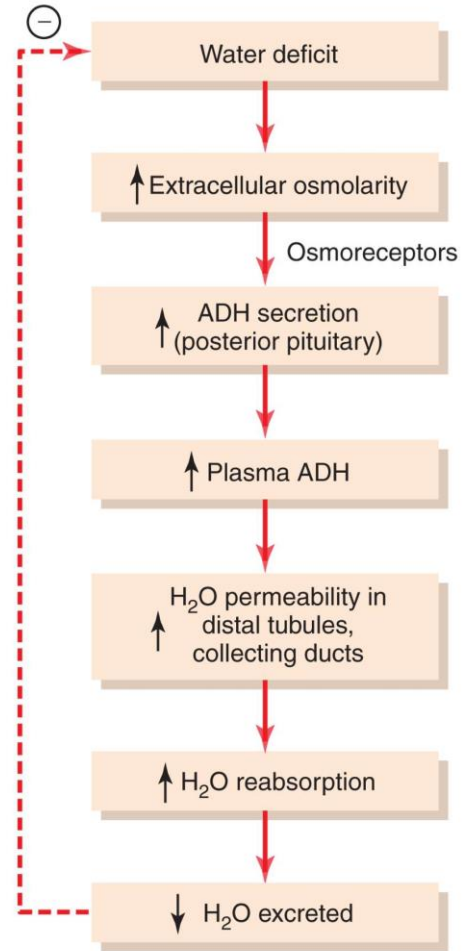 −
Water deficit
↑ Extracellular osmolarity
Osmoreceptors
↑ ADH secretion
(posterior pituitary)
↑ Plasma ADH
↑ H₂O permeability in
distal tubules,
collecting ducts
↑ H₂O reabsorption
↓ H₂O excreted